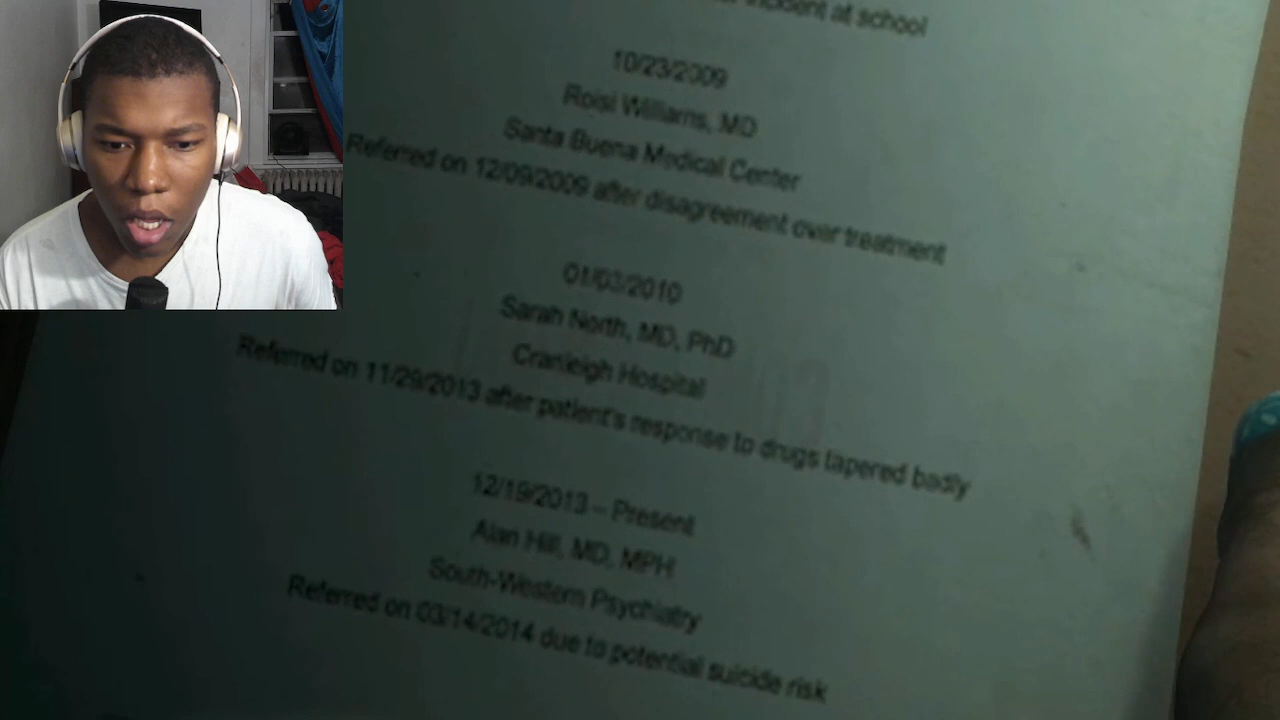 incident at school
10/23/2009
Roisi Williams, MD
Santa Buena Medical Center
Referred on 12/09/2009 after disagreement over treatment
01/03/2010
Sarah North, MD, PhD
Cranleigh Hospital
Referred on 11/29/2013 after patient's response to drugs tapered badly
12/19/2013 – Present
Alan Hill, MD, MPH
South-Western Psychiatry
Referred on 03/14/2014 due to potential suicide risk